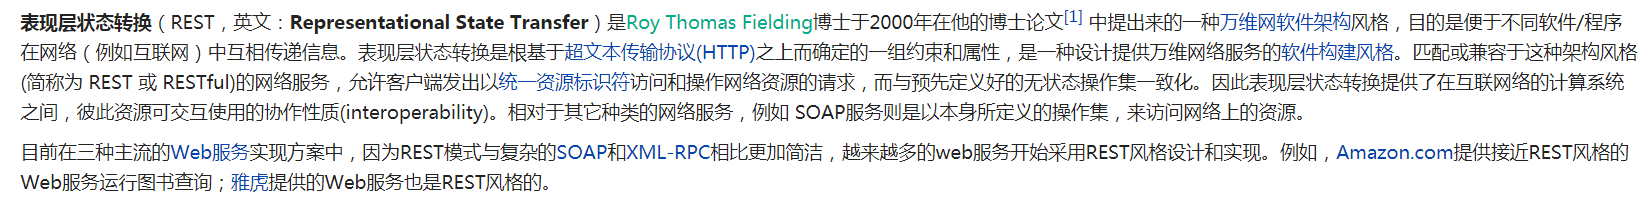 表现层状态转换（REST，英文：Representational State Transfer）是Roy Thomas Fielding博士于2000年在他的博士论文[1] 中提出来的一种万维网软件架构风格，目的是便于不同软件/程序
在网络（例如互联网）中互相传递信息。表现层状态转换是根基于超文本传输协议(HTTP)之上而确定的一组约束和属性，是一种设计提供万维网络服务的软件构建风格。匹配或兼容于这种架构风格
(简称为 REST 或 RESTful)的网络服务，允许客户端发出以统一资源标识符访问和操作网络资源的请求，而与预先定义好的无状态操作集一致化。因此表现层状态转换提供了在互联网络的计算系统
之间，彼此资源可交互使用的协作性质(interoperability)。相对于其它种类的网络服务，例如 SOAP服务则是以本身所定义的操作集，来访问网络上的资源。
目前在三种主流的Web服务实现方案中，因为REST模式与复杂的SOAP和XML-RPC相比更加简洁，越来越多的web服务开始采用REST风格设计和实现。例如，Amazon.com提供接近REST风格的
Web服务运行图书查询；雅虎提供的Web服务也是REST风格的。